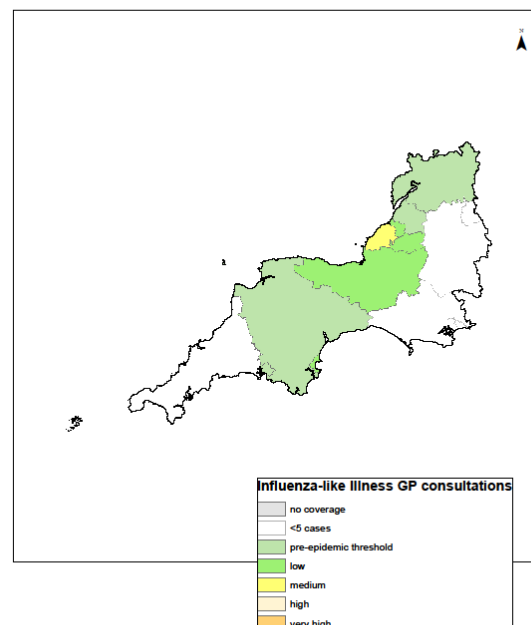 N
Influenza-like Illness GP consultations
no coverage
<5 cases
pre-epidemic threshold
low
medium
high
very high